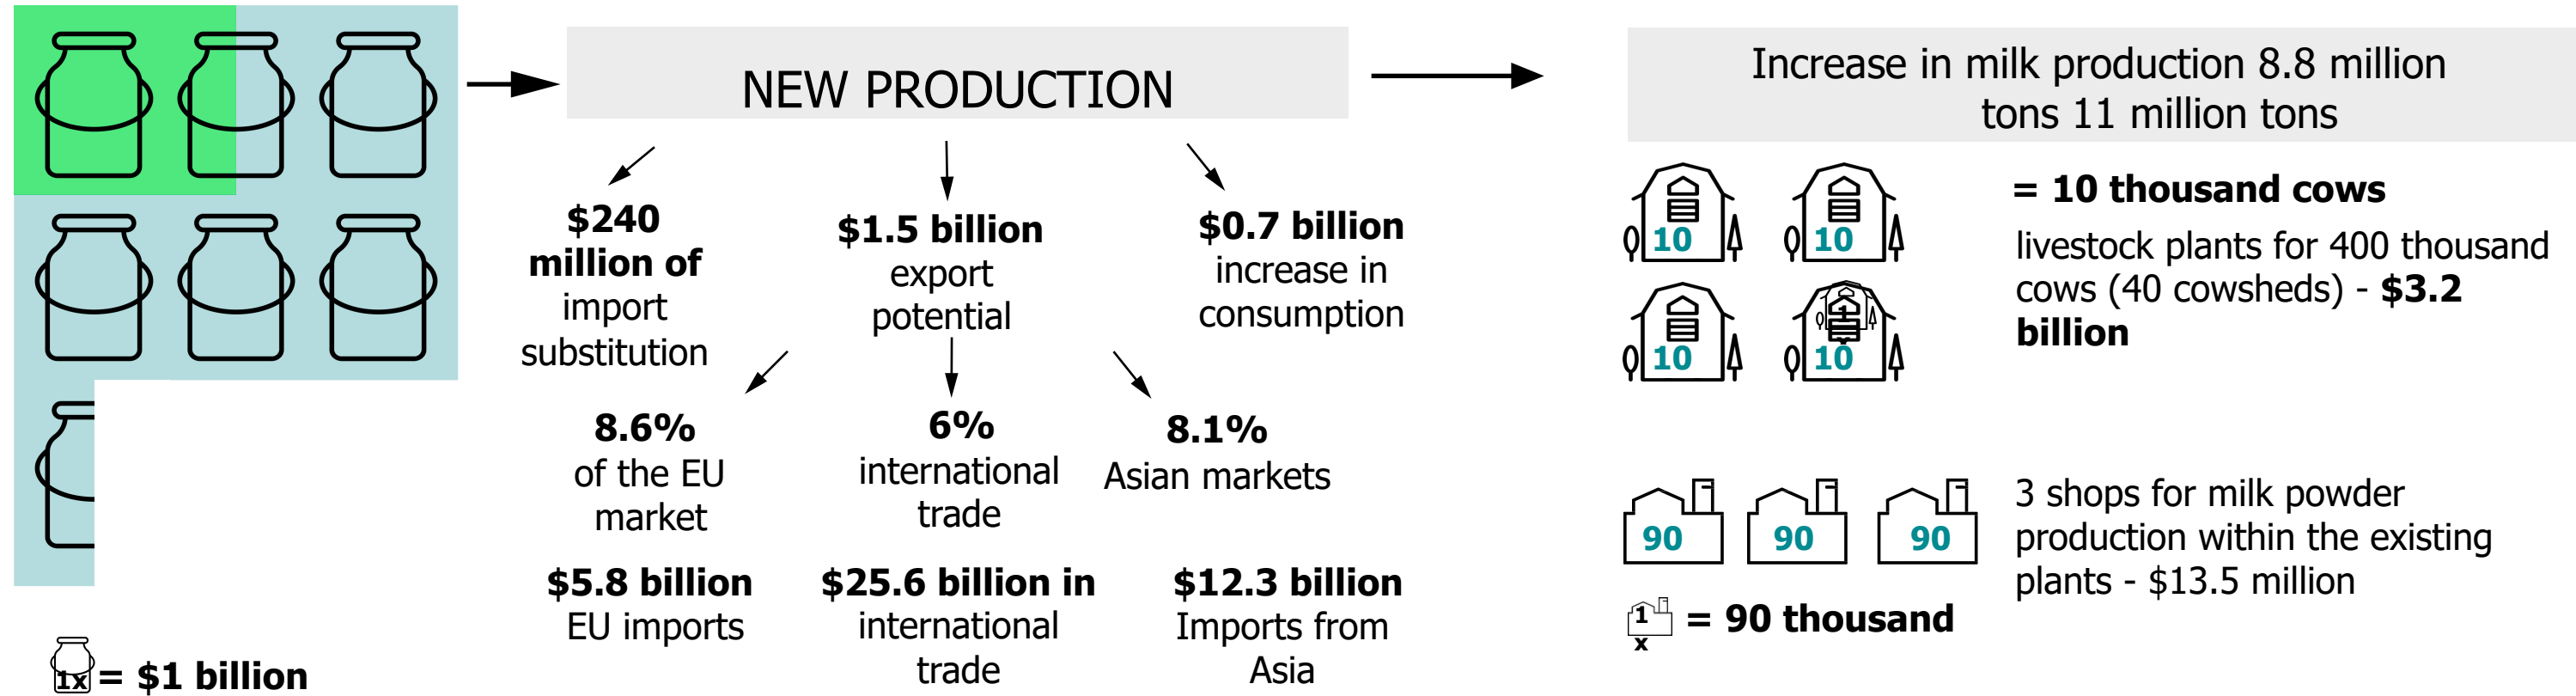 NEW PRODUCTION
$240
million of
import
substitution
$1.5 billion
export
potential
$0.7 billion
increase in
consumption
8.6%
of the EU
market
6%
international
trade
8.1%
Asian markets
$5.8 billion
EU imports
$25.6 billion in
international
trade
$12.3 billion
Imports from
Asia
1x = $1 billion
Increase in milk production 8.8 million
tons 11 million tons
10
10
10
1
x
10
= 10 thousand cows
livestock plants for 400 thousand
cows (40 cowsheds) - $3.2
billion
90
90
90
3 shops for milk powder
production within the existing
plants - $13.5 million
1
x
= 90 thousand